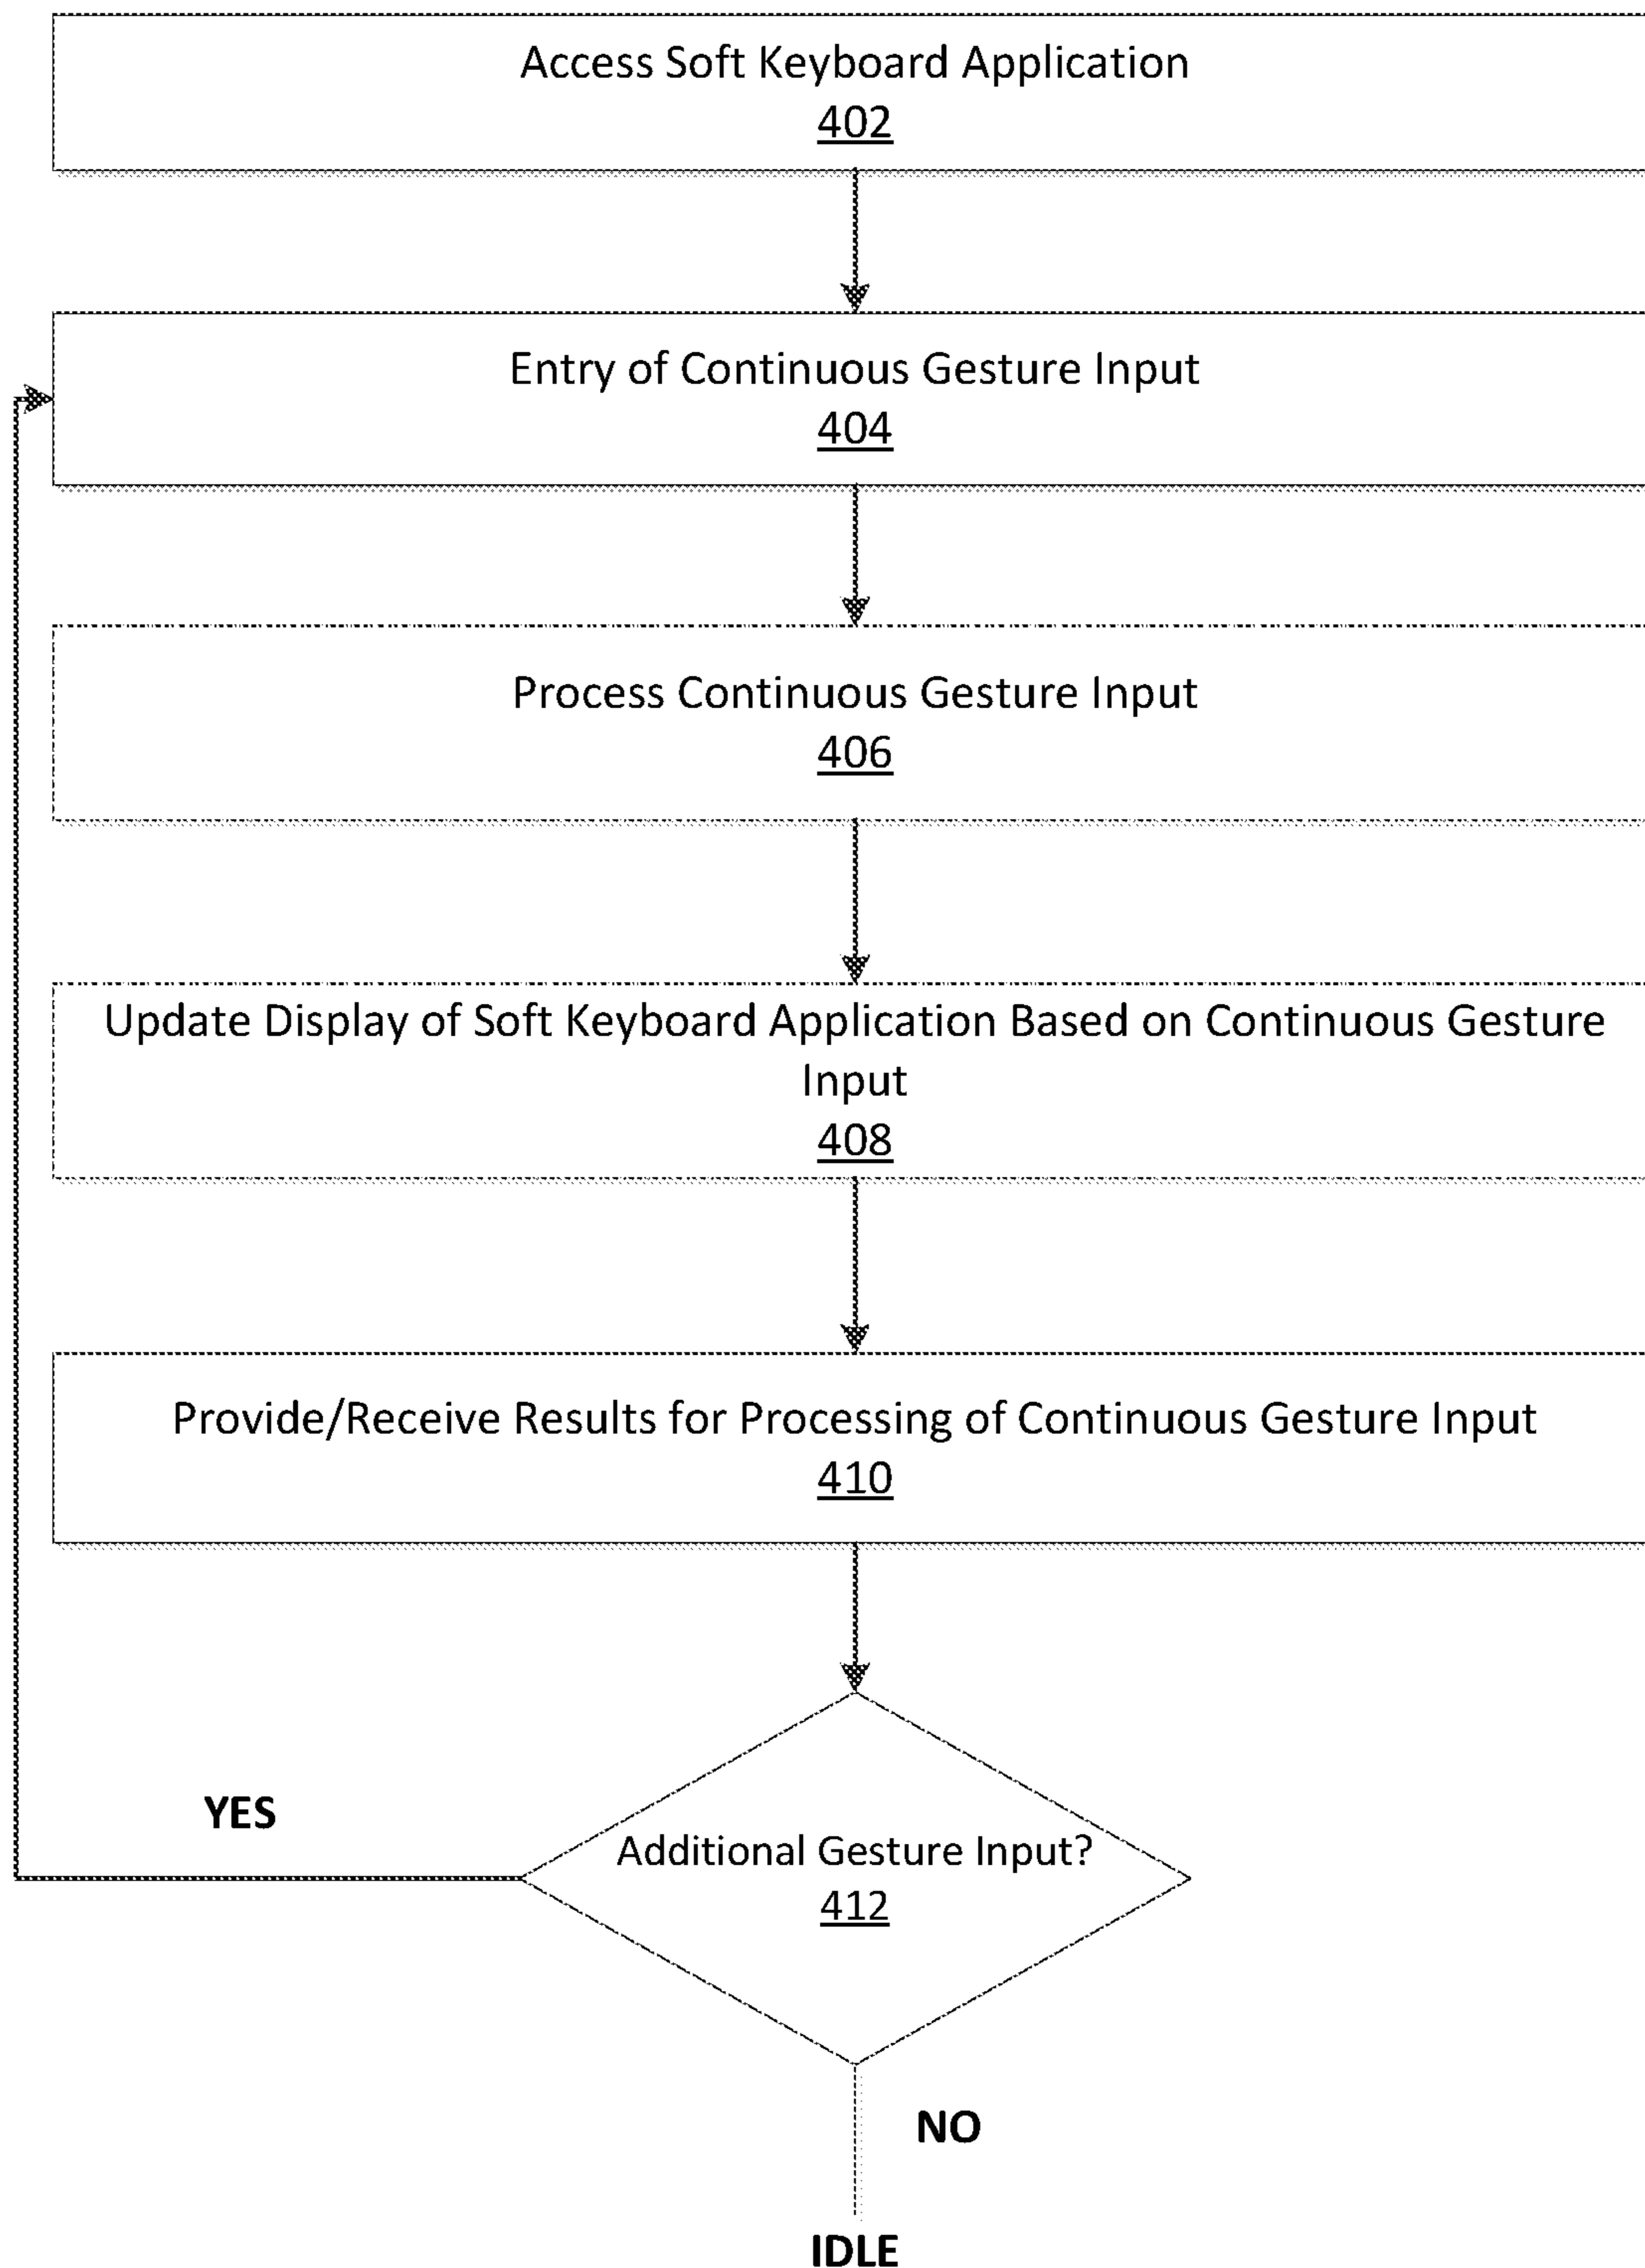 Access Soft Keyboard Application
402
Entry of Continuous Gesture Input
404
Process Continuous Gesture Input
406
Update Display of Soft Keyboard Application Based on Continuous Gesture
Input
408
Provide/Receive Results for Processing of Continuous Gesture Input
410
YES
Additional Gesture Input?
412
NO
IDLE